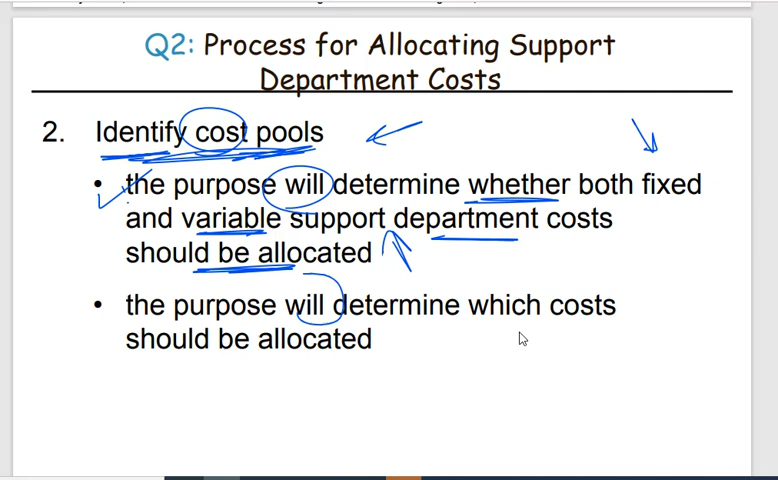 Q2: Process for Allocating Support
Department Costs
2. Identify cost pools
• the purpose will determine whether both fixed
and variable support department costs
should be allocated
• the purpose will determine which costs
should be allocated